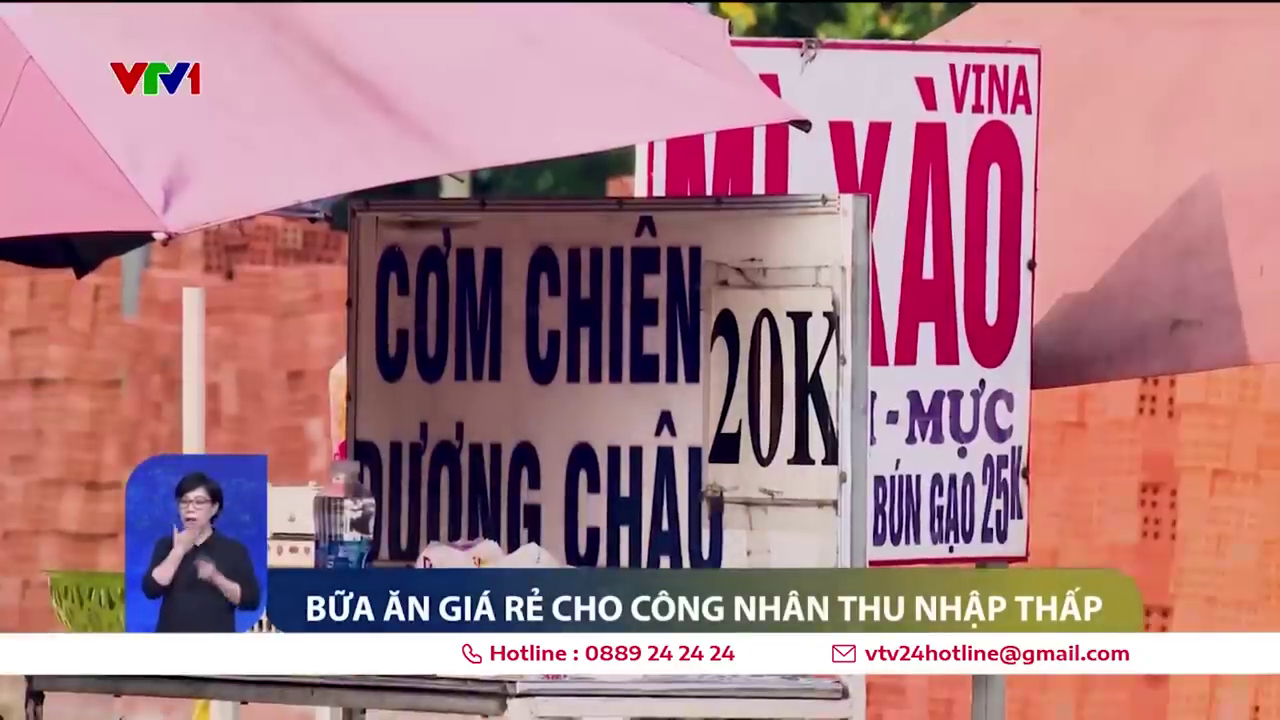 VTV1
VINA
MÌ XÀO
CƠM CHIÊN
DƯƠNG CHÂU
20K
- MỰC
BÚN GẠO 25K
BỮA ĂN GIÁ RẺ CHO CÔNG NHÂN THU NHẬP THẤP
Hotline : 0889 24 24 24
vtv24hotline@gmail.com